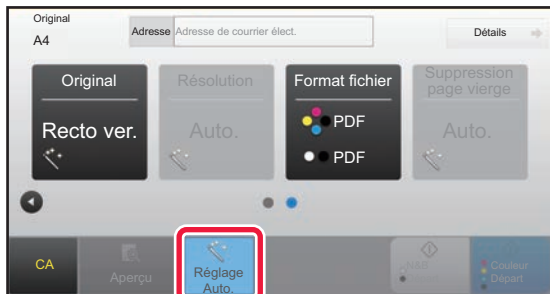 Original
A4
Adresse
Adresse de courrier élect.
Détails
Original
Recto ver.
Résolution
Auto.
Format fichier
PDF
PDF
Suppression
page vierge
Auto.
CA
Aperçu
Réglage
Auto.
N&B
Départ
Couleur
Départ